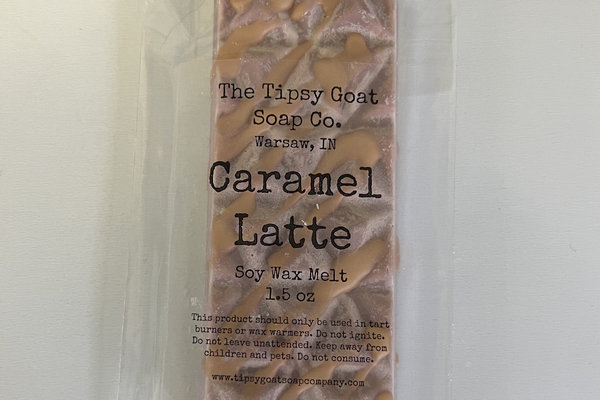 The Tipsy Goat
Soap Co.
Warsaw, IN
Caramel
Latte
Soy Wax Melt
1.5 oz
This product should only be used in tart
burners or wax warmers. Do not ignite.
Do not leave unattended. Keep away from
children and pets. Do not consume.
www.tipsygoatsoapcompany.com